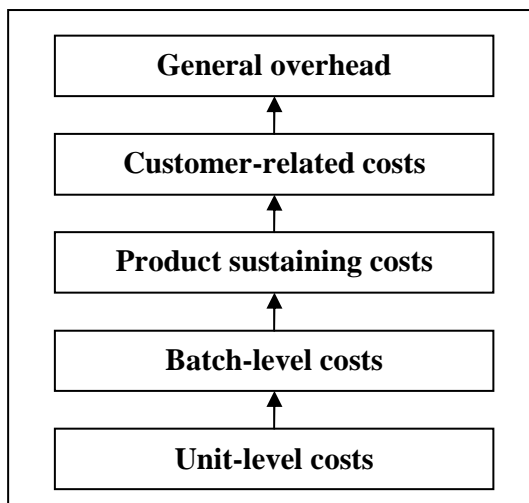 General overhead
Customer-related costs
Product sustaining costs
Batch-level costs
Unit-level costs